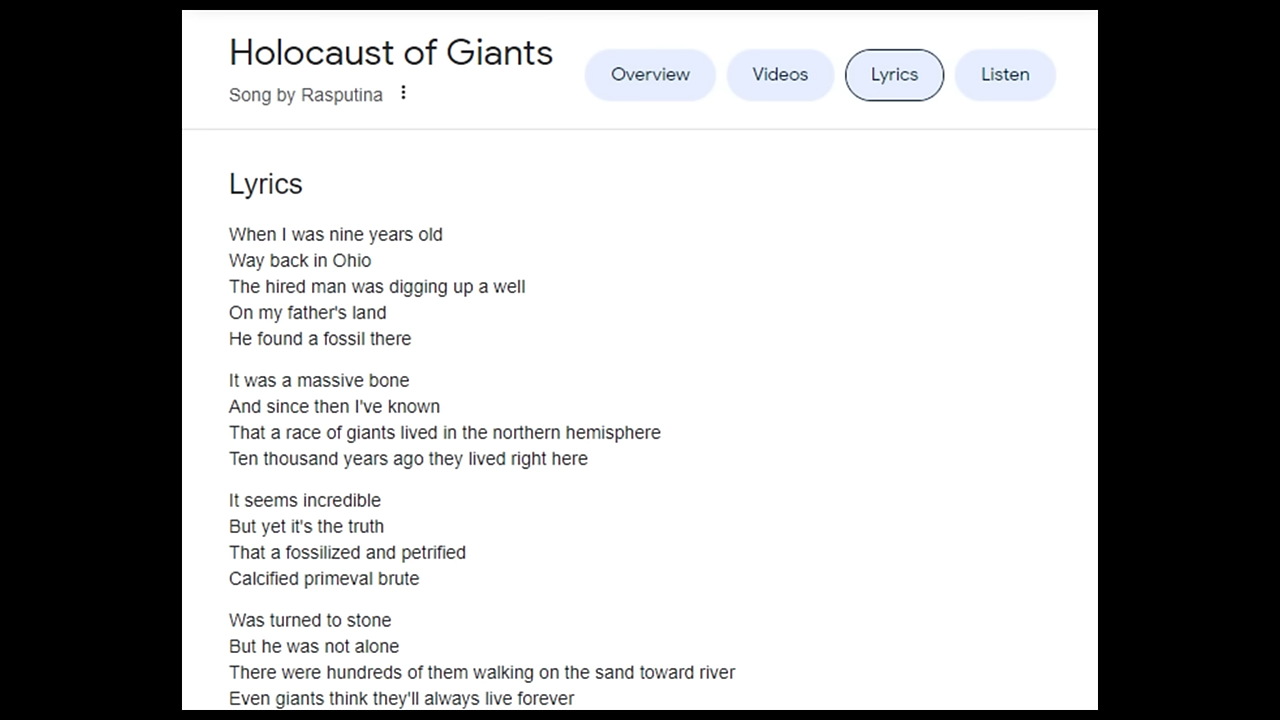 Holocaust of Giants
Song by Rasputina
Overview
Videos
Lyrics
Listen
Lyrics
When I was nine years old
Way back in Ohio
The hired man was digging up a well
On my father's land
He found a fossil there
It was a massive bone
And since then I've known
That a race of giants lived in the northern hemisphere
Ten thousand years ago they lived right here
It seems incredible
But yet it's the truth
That a fossilized and petrified
Calcified primeval brute
Was turned to stone
But he was not alone
There were hundreds of them walking on the sand toward river
Even giants think they'll always live forever